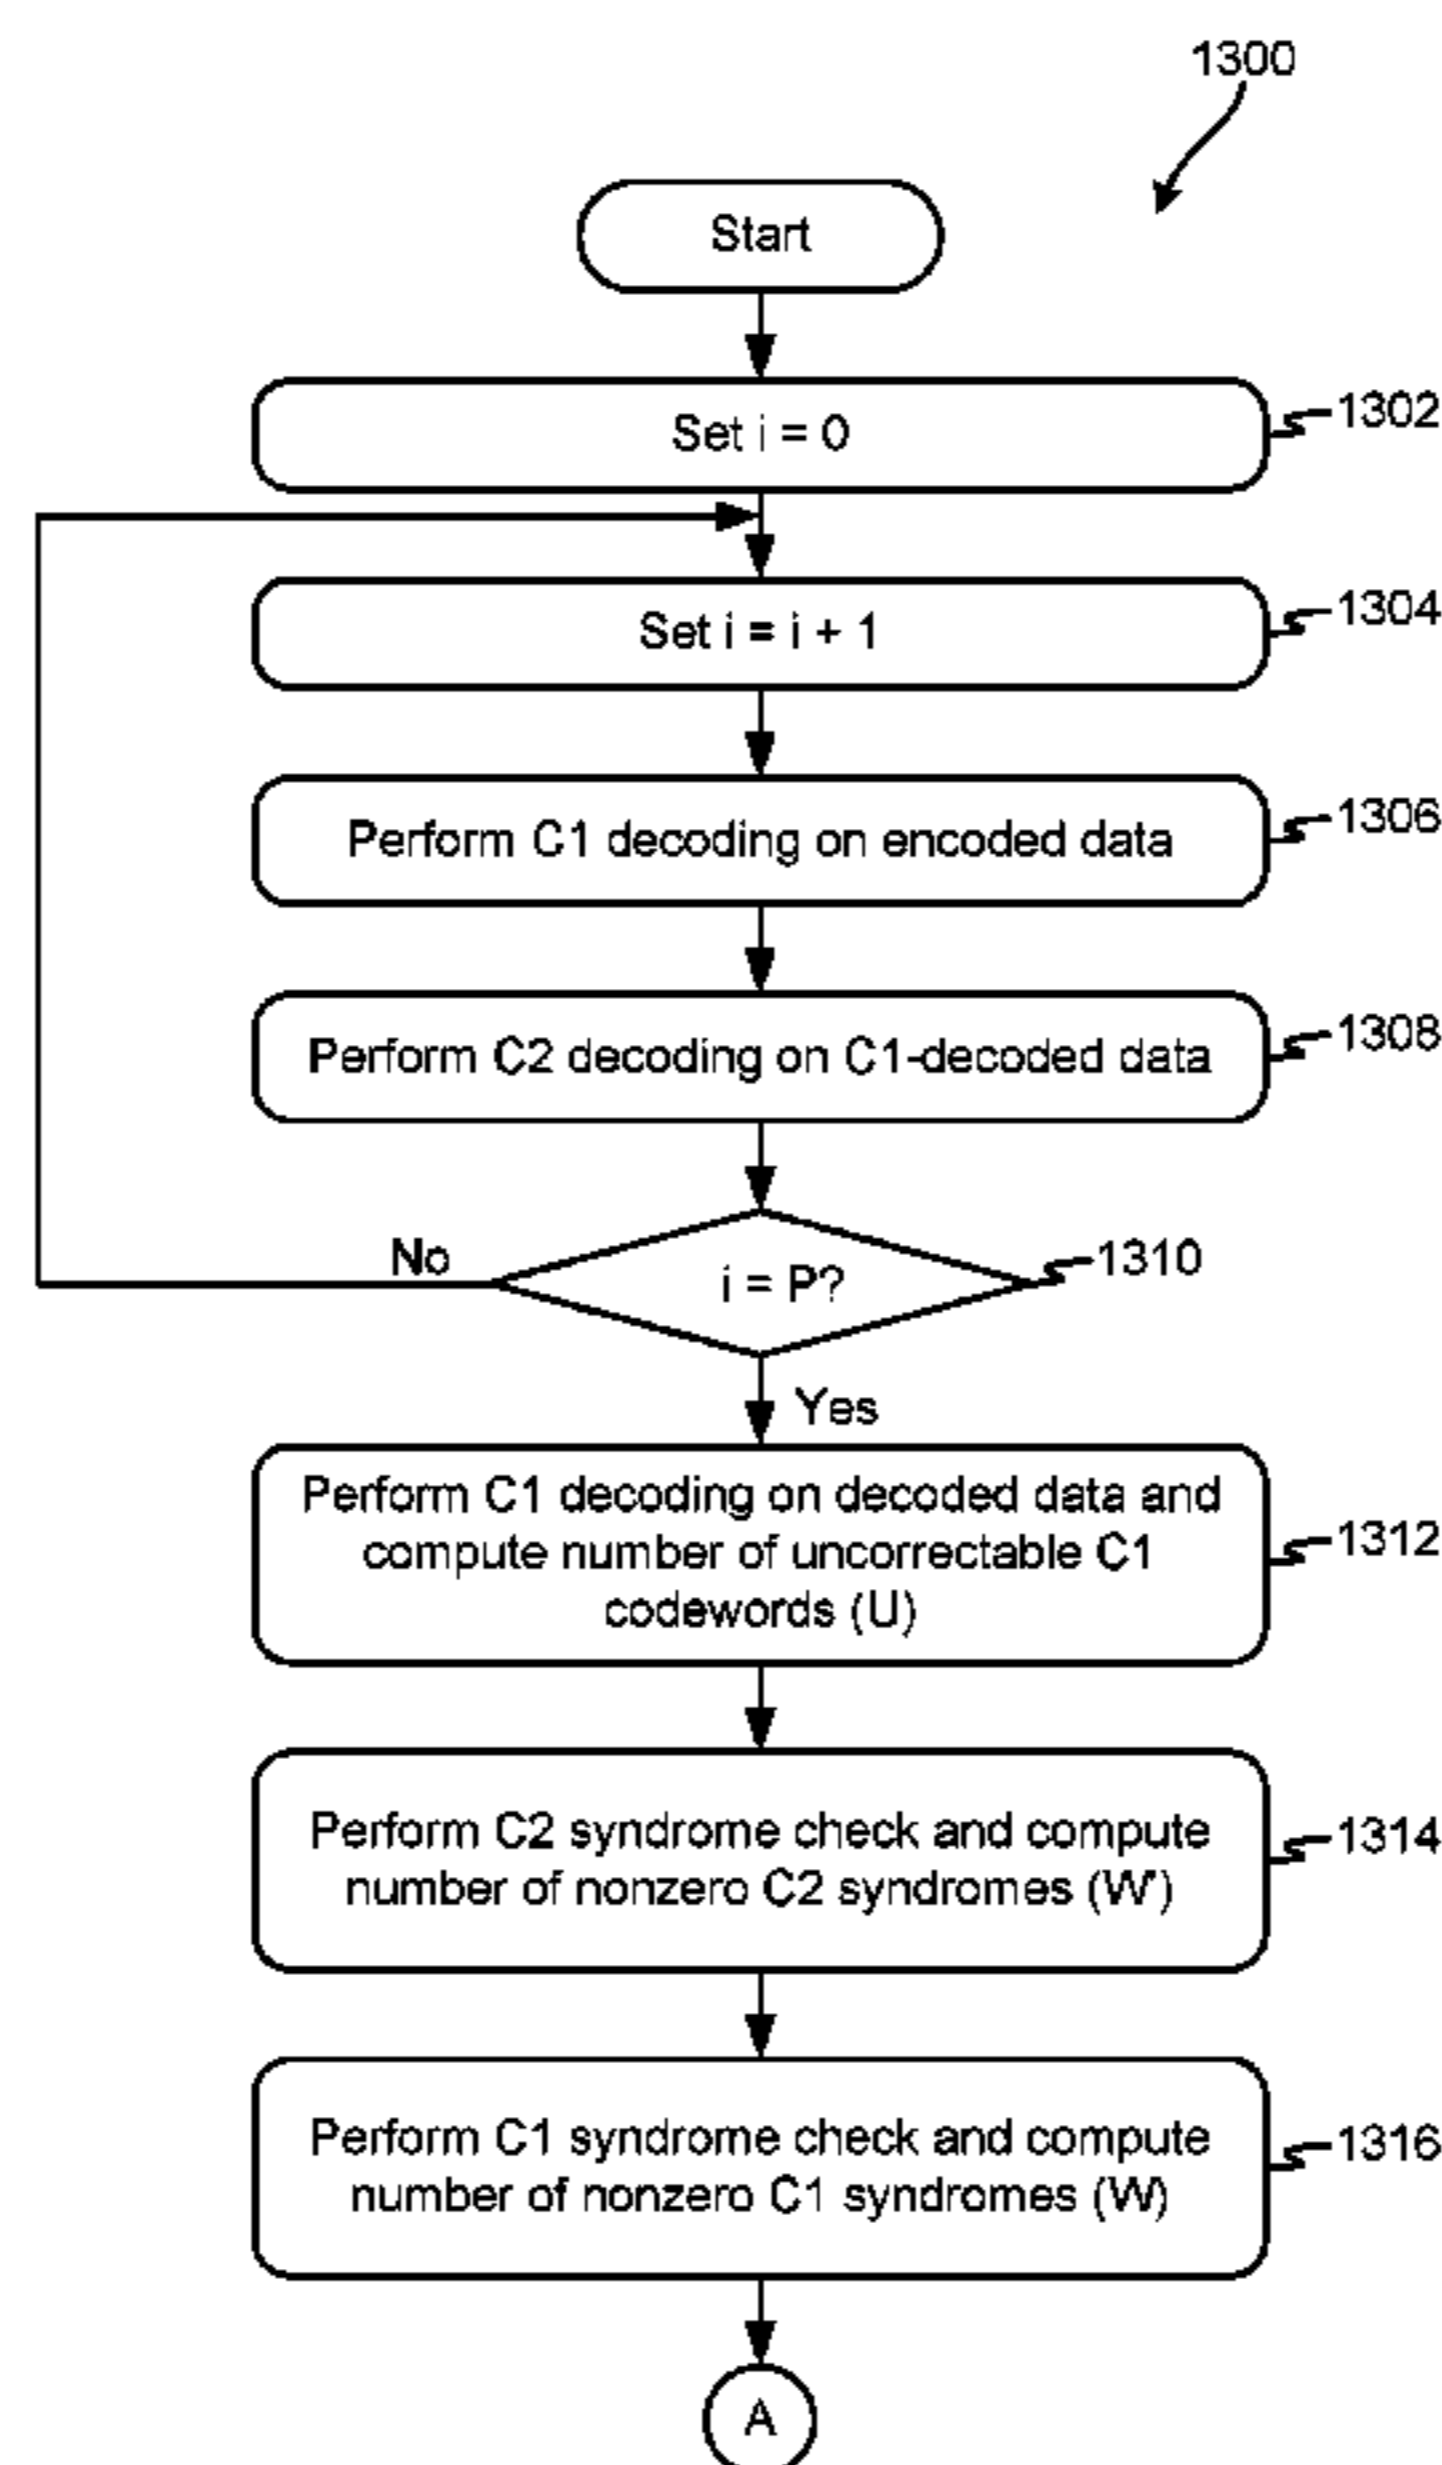 1300
Start
Set i = 0
1302
Set i = i + 1
1304
Perform C1 decoding on encoded data
1306
Perform C2 decoding on C1-decoded data
1308
No
i = P?
1310
Yes
Perform C1 decoding on decoded data and
compute number of uncorrectable C1
codewords (U)
1312
Perform C2 syndrome check and compute
number of nonzero C2 syndromes (W')
1314
Perform C1 syndrome check and compute
number of nonzero C1 syndromes (W)
1316
A